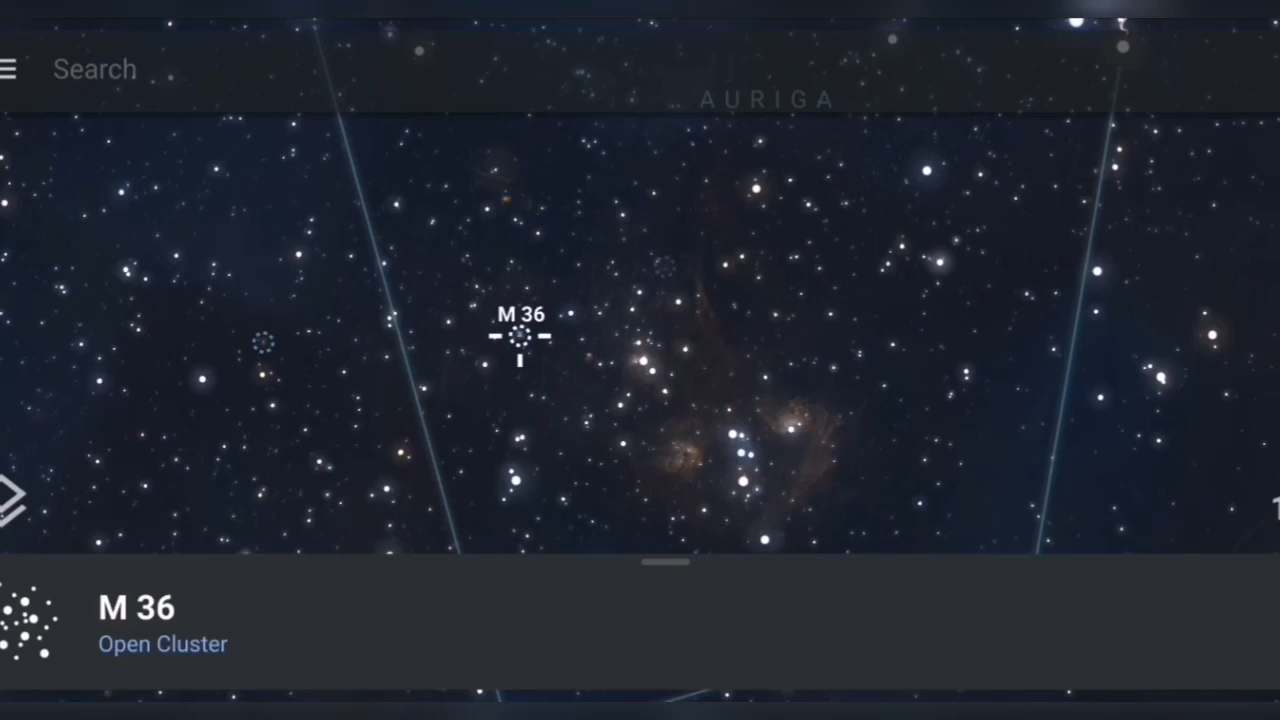 Search
AURIGA
M 36
M 36
Open Cluster